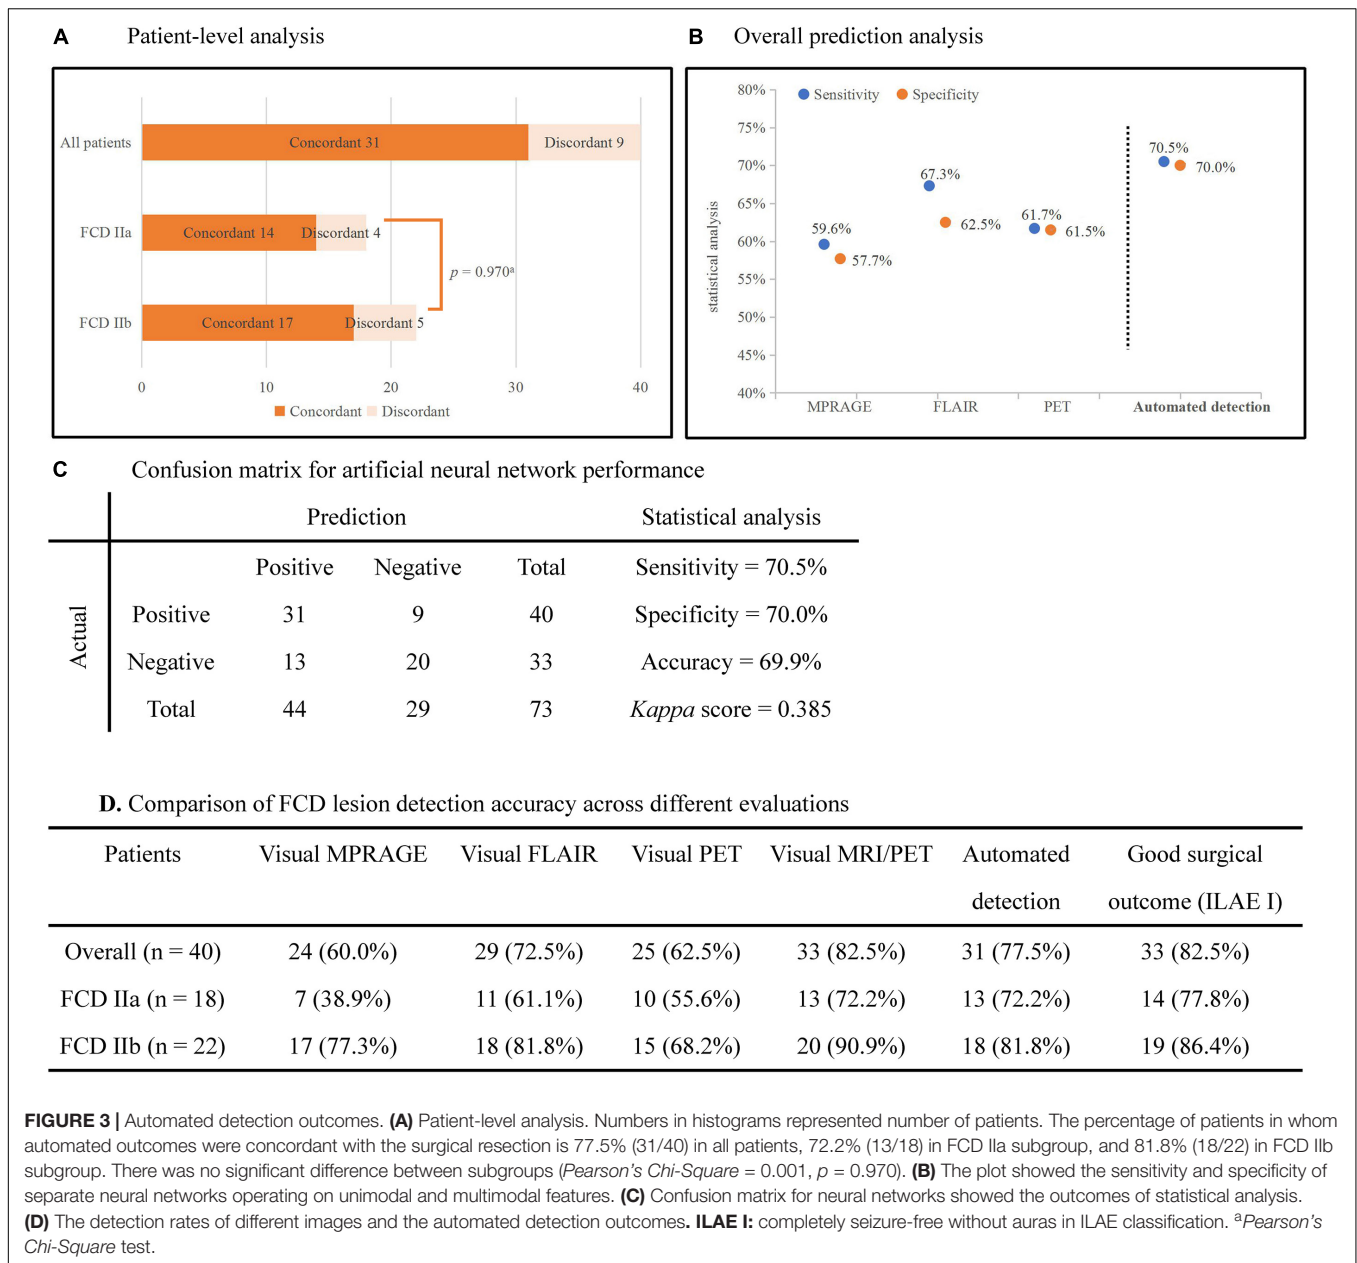 A Patient-level analysis
All patients
Concordant 31 Discordant 9
FCD IIa
Concordant 14 Discordant 4
p = 0.970ᵃ
FCD IIb
Concordant 17 Discordant 5
0 10 20 30 40
Concordant Discordant
B Overall prediction analysis
Sensitivity Specificity
statistical analysis
80%
75%
70%
65%
60%
55%
50%
45%
40%
59.6%
57.7%
67.3%
62.5%
61.7%
61.5%
70.5%
70.0%
MPRAGE FLAIR PET Automated detection
C Confusion matrix for artificial neural network performance
Prediction Statistical analysis
Actual
Positive Negative Total Sensitivity = 70.5%
Positive 31 9 40 Specificity = 70.0%
Negative 13 20 33 Accuracy = 69.9%
Total 44 29 73 Kappa score = 0.385
D. Comparison of FCD lesion detection accuracy across different evaluations
Patients Visual MPRAGE Visual FLAIR Visual PET Visual MRI/PET Automated Good surgical
detection outcome (ILAE I)
Overall (n = 40) 24 (60.0%) 29 (72.5%) 25 (62.5%) 33 (82.5%) 31 (77.5%) 33 (82.5%)
FCD IIa (n = 18) 7 (38.9%) 11 (61.1%) 10 (55.6%) 13 (72.2%) 13 (72.2%) 14 (77.8%)
FCD IIb (n = 22) 17 (77.3%) 18 (81.8%) 15 (68.2%) 20 (90.9%) 18 (81.8%) 19 (86.4%)
FIGURE 3 | Automated detection outcomes. (A) Patient-level analysis. Numbers in histograms represented number of patients. The percentage of patients in whom
automated outcomes were concordant with the surgical resection is 77.5% (31/40) in all patients, 72.2% (13/18) in FCD IIa subgroup, and 81.8% (18/22) in FCD IIb
subgroup. There was no significant difference between subgroups (Pearson's Chi-Square = 0.001, p = 0.970). (B) The plot showed the sensitivity and specificity of
separate neural networks operating on unimodal and multimodal features. (C) Confusion matrix for neural networks showed the outcomes of statistical analysis.
(D) The detection rates of different images and the automated detection outcomes. ILAE I: completely seizure-free without auras in ILAE classification. ᵃPearson's
Chi-Square test.